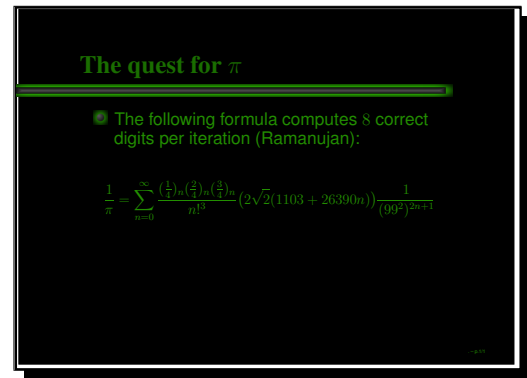 The quest for π
The following formula computes 8 correct
digits per iteration (Ramanujan):
1/π = ∑_{n=0}^{∞} (1/4)_n(2/4)_n(3/4)_n / n!^3 (2√2(1103 + 26390n)) 1/(99^2)^{2n+1}